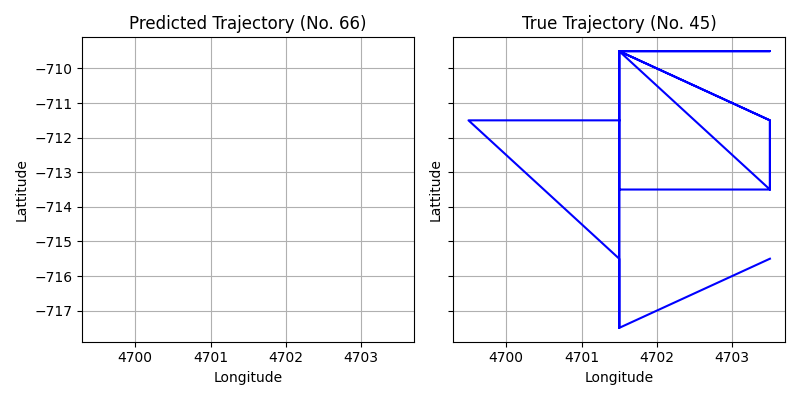 Predicted Trajectory (No. 66)
True Trajectory (No. 45)
Lattitude
−710
−711
−712
−713
−714
−715
−716
−717
4700
4701
4702
4703
Longitude
Lattitude
4700
4701
4702
4703
Longitude